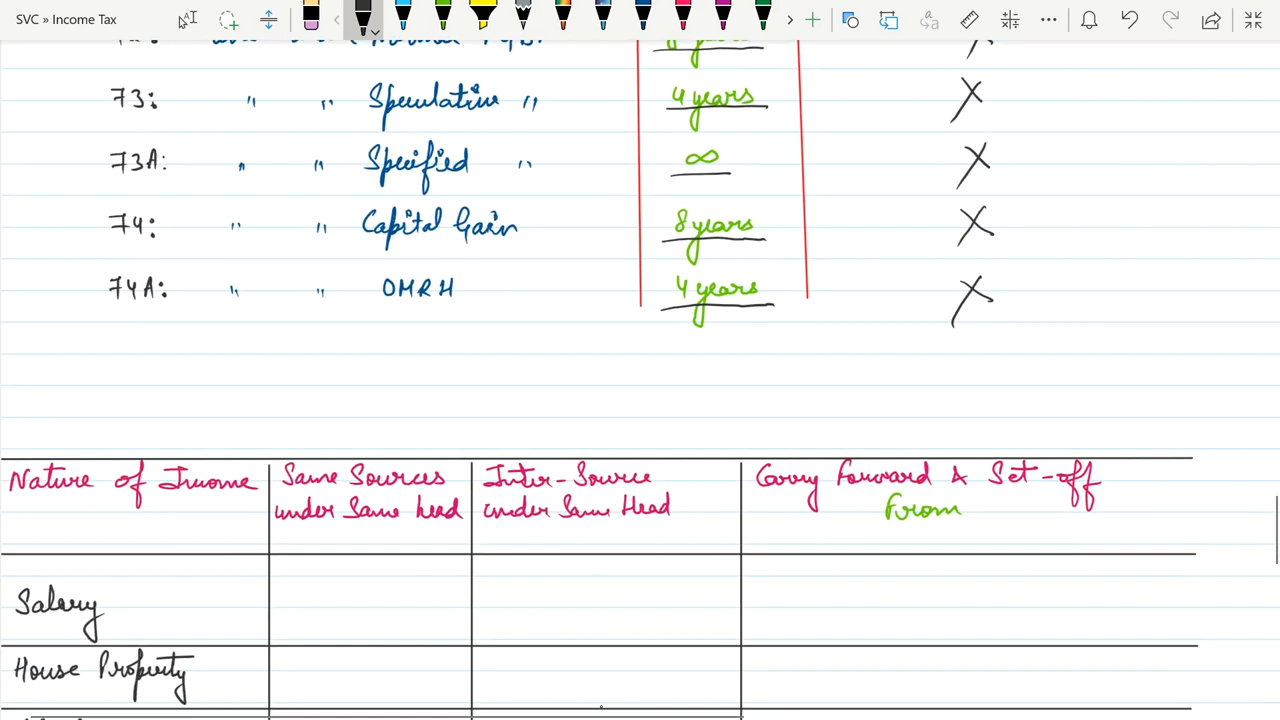 SVC » Income Tax
73: " " Speculative " 4 years X
73A: " " Specified " ∞ X
74: " " Capital Gain 8 years X
74A: " " OMRH 4 years X
Nature of Income Same Sources under Same head Inter-Source under Same Head Carry Forward & Set-off From
Salary
House Property